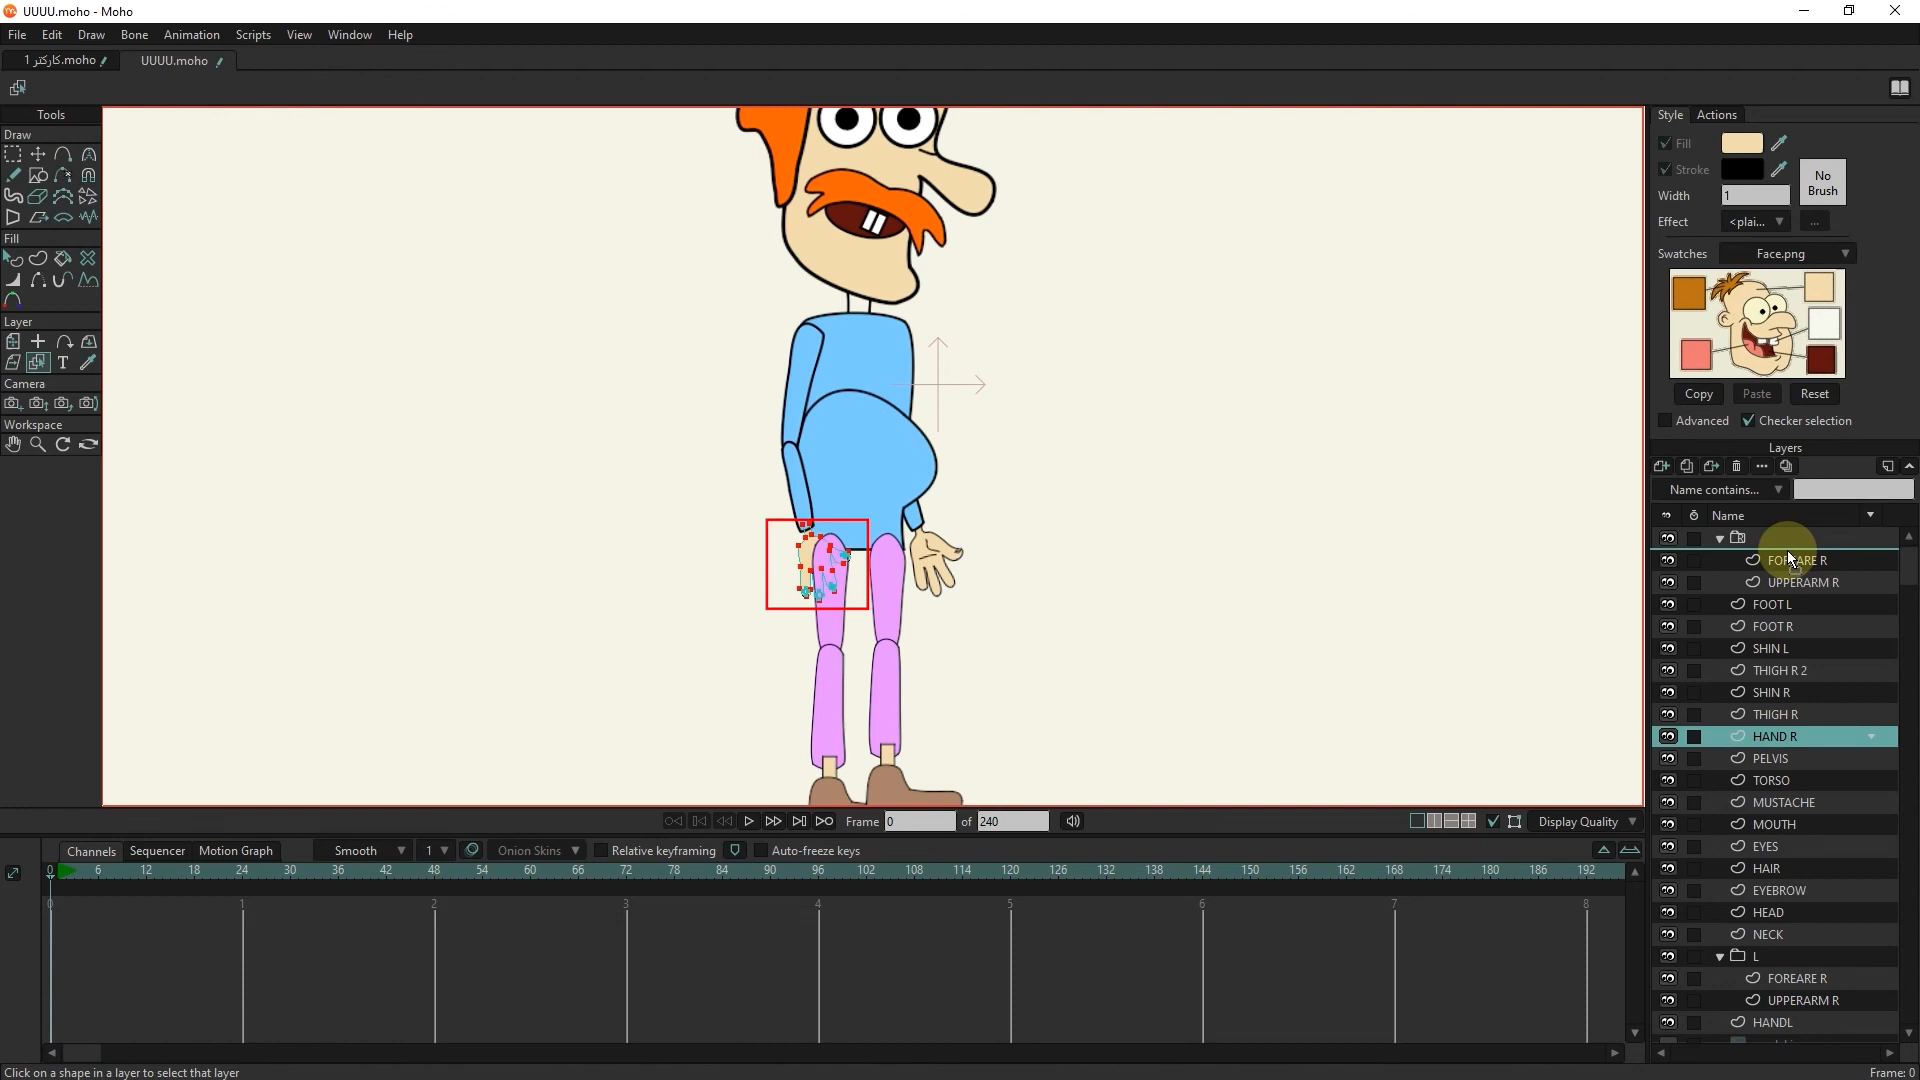 UUUU.moho - Moho
File Edit Draw Bone Animation Scripts View Window Help
کارکتر 1.moho UUUU.moho
Tools
Draw
Fill
Layer
Camera
Workspace
Style Actions
Fill
Stroke
No Brush
Width 1
Effect <plai... ...
Swatches Face.png
Copy Paste Reset
Advanced Checker selection
Layers
Name contains...
Name
FOREARE R
UPPERARM R
FOOT L
FOOT R
SHIN L
THIGH R 2
SHIN R
THIGH R
HAND R
PELVIS
TORSO
MUSTACHE
MOUTH
EYES
HAIR
EYEBROW
HEAD
NECK
L
FOREARE R
UPPERARM R
HANDL
Frame 0 of 240 Display Quality
Channels Sequencer Motion Graph Smooth 1 Onion Skins Relative keyframing Auto-freeze keys
0 6 12 18 24 30 36 42 48 54 60 66 72 78 84 90 96 102 108 114 120 126 132 138 144 150 156 162 168 174 180 186 192
0 1 2 3 4 5 6 7 8
Click on a shape in a layer to select that layer Frame: 0